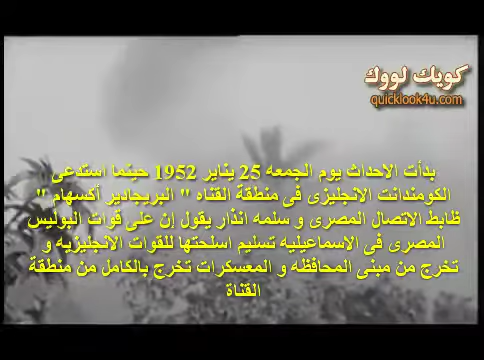 كويك لووك
quicklook4u.com
بدأت الاحداث يوم الجمعه 25 يناير 1952 حينما استدعى
الكومندانت الانجليزى فى منطقة القناه " البريجادير أكسهام "
ظابط الاتصال المصرى و سلمه انذار يقول إن على قوات البوليس
المصرى فى الاسماعيليه تسليم اسلحتها للقوات الانجليزيه و
تخرج من مبنى المحافظه و المعسكرات تخرج بالكامل من منطقة
القناة